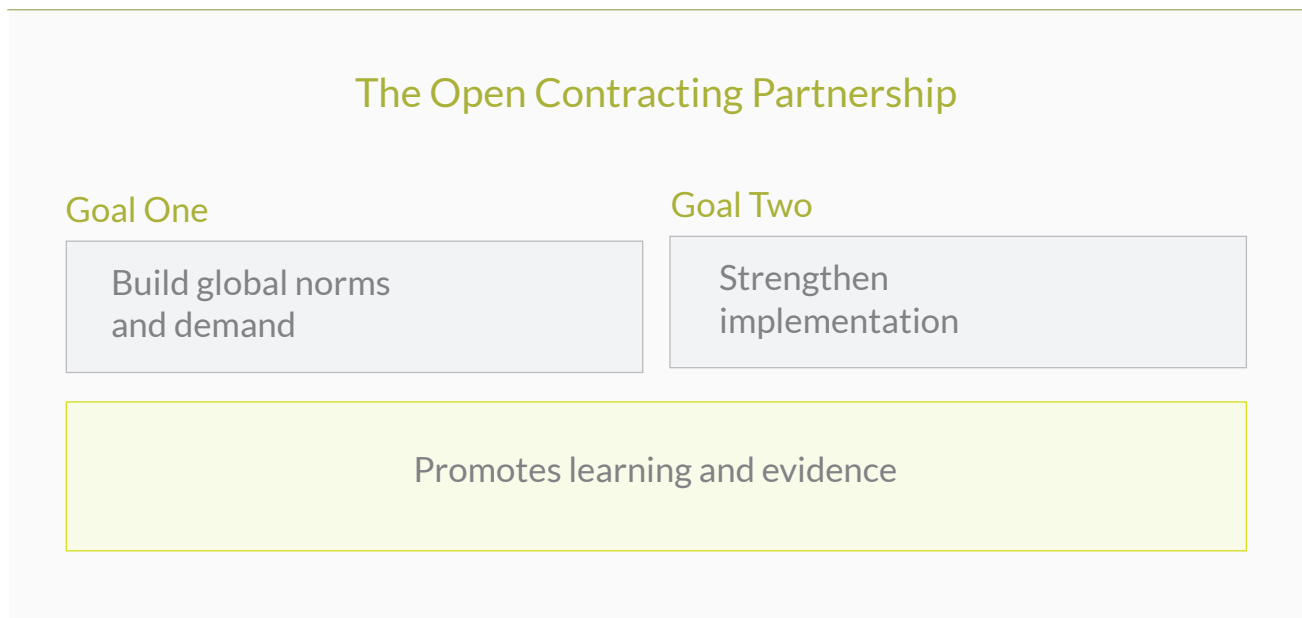 The Open Contracting Partnership
Goal One
Build global norms
and demand
Goal Two
Strengthen
implementation
Promotes learning and evidence